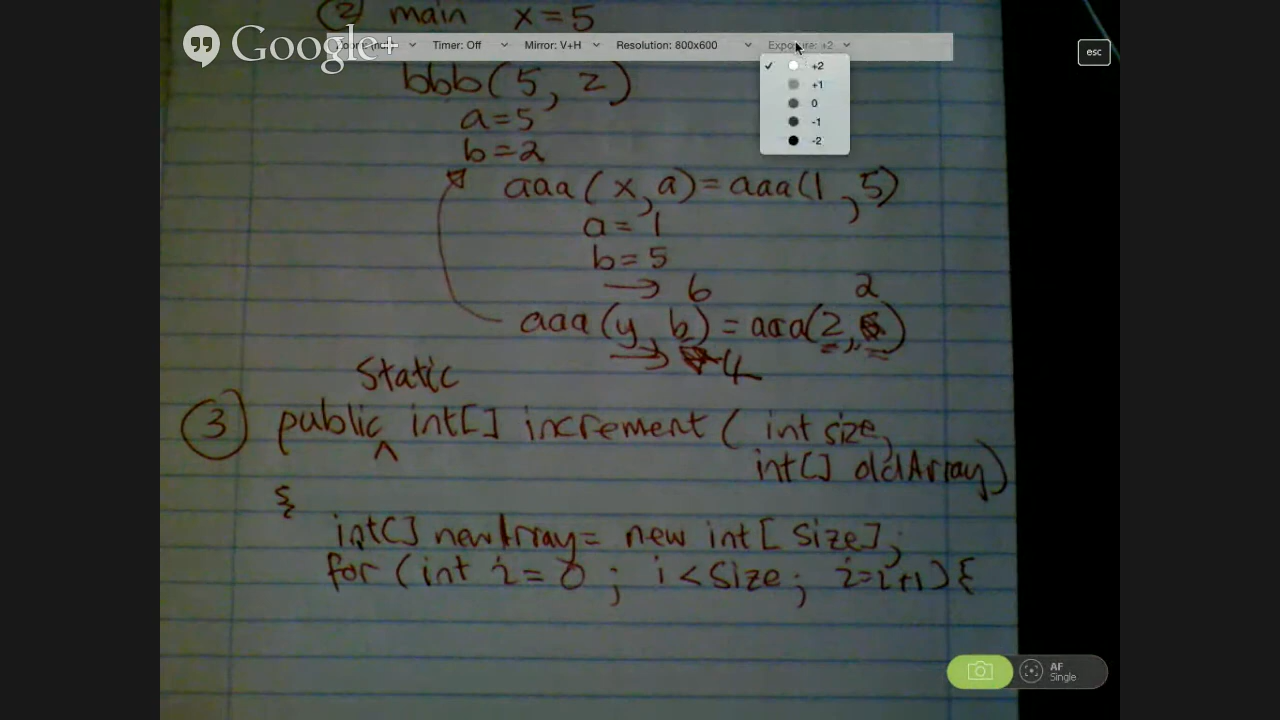 ② main x=5
Google+
Timer: Off Mirror: V+H Resolution: 800x600 Exposure: +2
esc
✓ +2
+1
0
-1
-2
bbb(5, 2)
a=5
b=2
aaa(x,a)=aaa(1,5)
a=1
b=5
→ 6 2
aaa(y,b)=aaa(2, )
→ 4
Static
③ public ^ int[] increment ( int size,
int[] oldArray)
{
int[] newArray= new int[size];
for (int i=0; i<size; i=i+1){
AF
Single